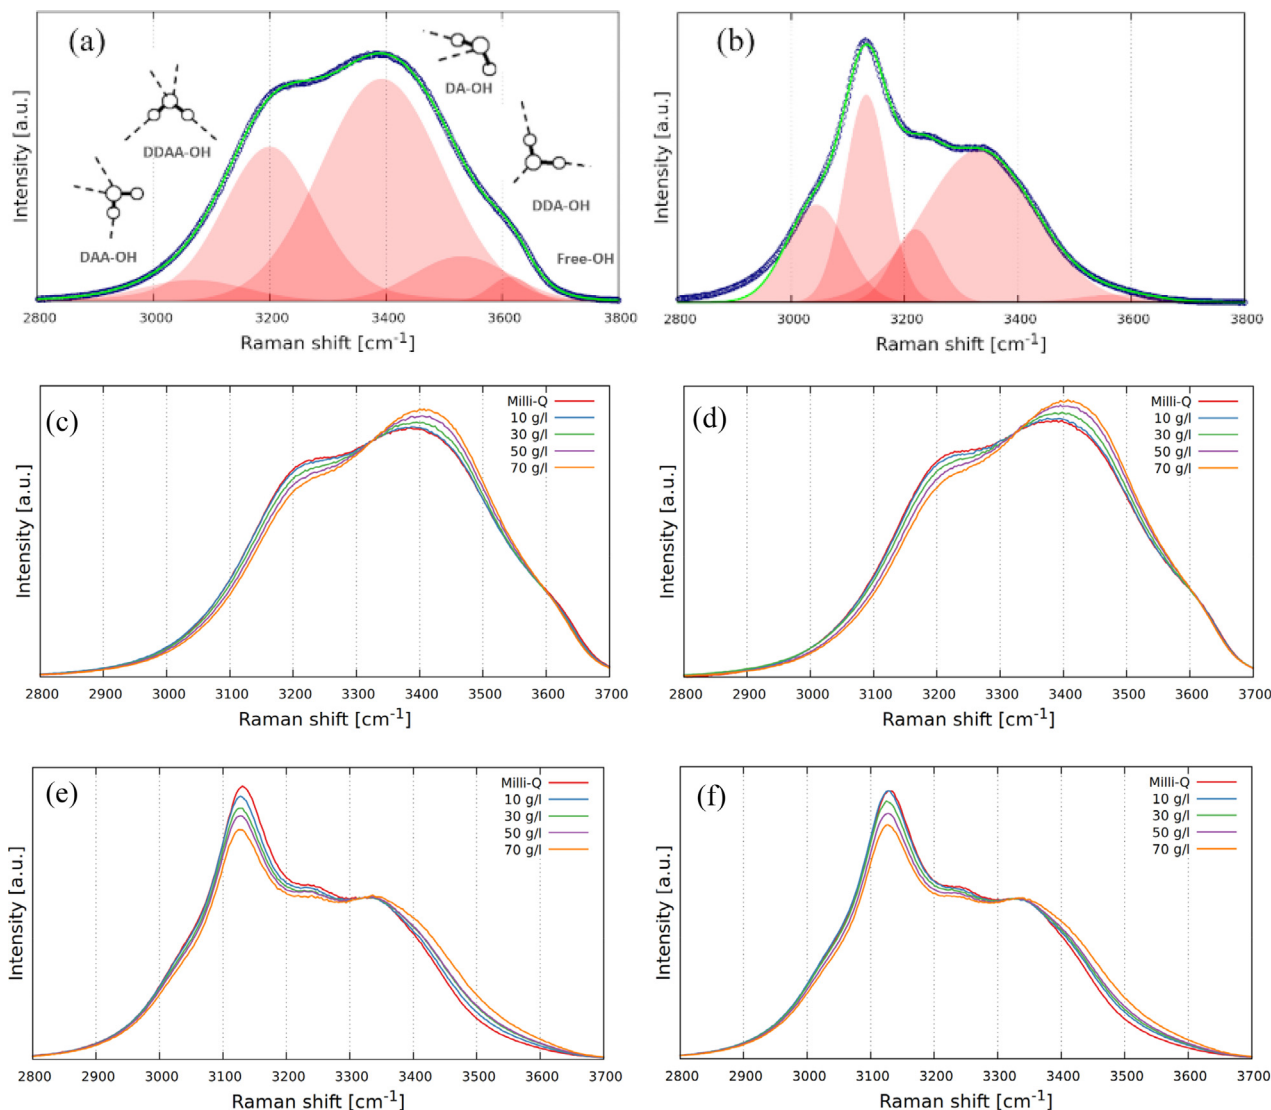 (a)
DA-OH
DDAA-OH
DDA-OH
DAA-OH
Free-OH
Intensity [a.u.]
2800 3000 3200 3400 3600 3800
Raman shift [cm-1]
(b)
Intensity [a.u.]
2800 3000 3200 3400 3600 3800
Raman shift [cm-1]
(c)
Milli-Q
10 g/l
30 g/l
50 g/l
70 g/l
Intensity [a.u.]
2800 2900 3000 3100 3200 3300 3400 3500 3600 3700
Raman shift [cm-1]
(d)
Milli-Q
10 g/l
30 g/l
50 g/l
70 g/l
Intensity [a.u.]
2800 2900 3000 3100 3200 3300 3400 3500 3600 3700
Raman shift [cm-1]
(e)
Milli-Q
10 g/l
30 g/l
50 g/l
70 g/l
Intensity [a.u.]
2800 2900 3000 3100 3200 3300 3400 3500 3600 3700
Raman shift [cm-1]
(f)
Milli-Q
10 g/l
30 g/l
50 g/l
70 g/l
Intensity [a.u.]
2800 2900 3000 3100 3200 3300 3400 3500 3600 3700
Raman shift [cm-1]